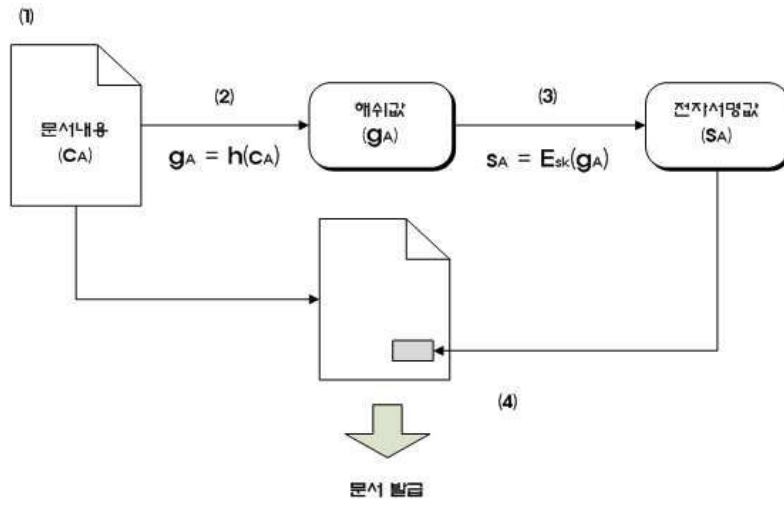 (1)
문서내용
(CA)
(2)
gA = h(cA)
해쉬값
(gA)
(3)
sA = Esk(gA)
전자서명값
(sA)
(4)
문서 발급